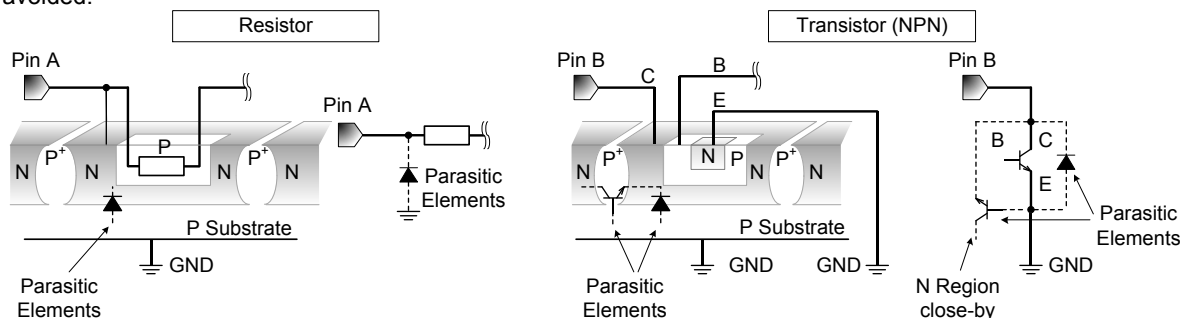 avoided.
Resistor
Transistor (NPN)
Pin A
Pin B
Pin B
C
B
E
Pin A
N
P+
N
P
P+
N
N
P+
N
P
P+
N
N
B
C
E
Parasitic
Elements
P Substrate
GND
Parasitic
Elements
P Substrate
GND
GND
Parasitic
Elements
Parasitic
Elements
GND
N Region
close-by